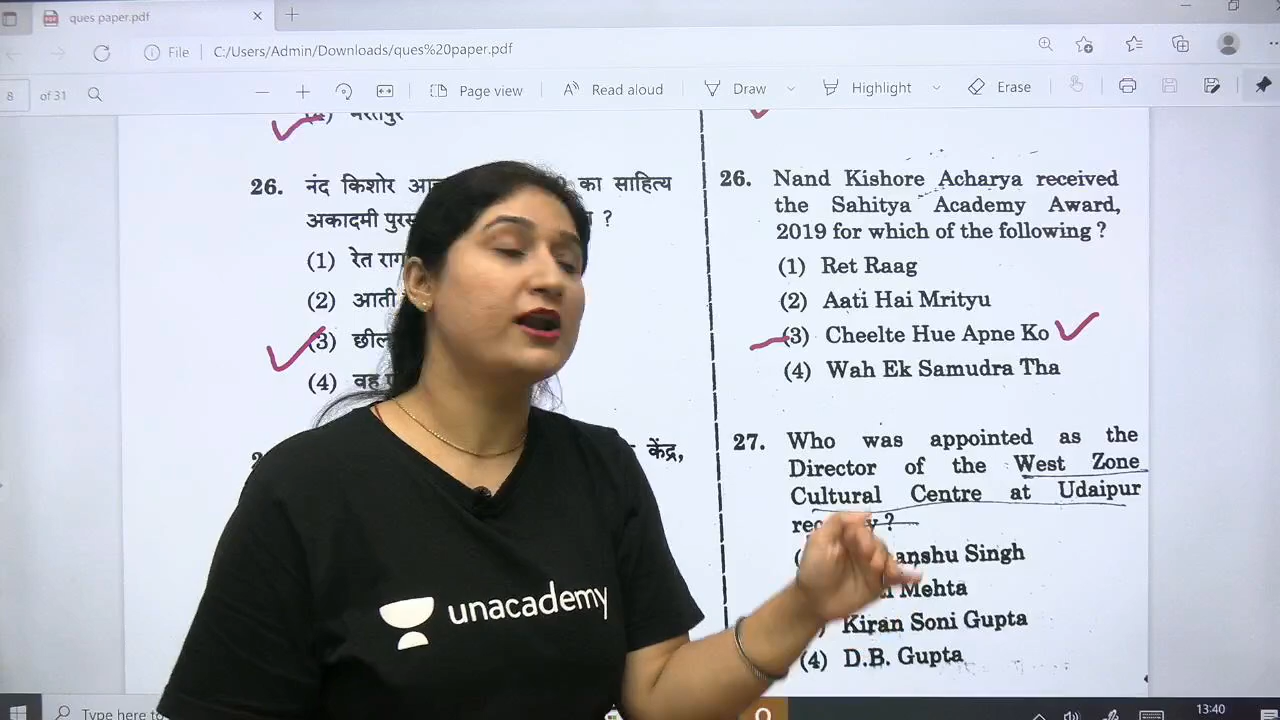 ques paper.pdf
File
C:/Users/Admin/Downloads/ques%20paper.pdf
8 of 31
Page view
Read aloud
Draw
Highlight
Erase
26. नंद किशोर का साहित्य
अकादमी ?
(1) रेत
(2) आती
(3)
(4) वह
केंद्र,
26. Nand Kishore Acharya received
the Sahitya Academy Award,
2019 for which of the following ?
(1) Ret Raag
(2) Aati Hai Mrityu
(3) Cheelte Hue Apne Ko
(4) Wah Ek Samudra Tha
27. Who was appointed as the
Director of the West Zone
Cultural Centre at Udaipur
?
Singh
Mehta
Kiran Soni Gupta
(4) D.B. Gupta
unacademy
Type here to
13:40